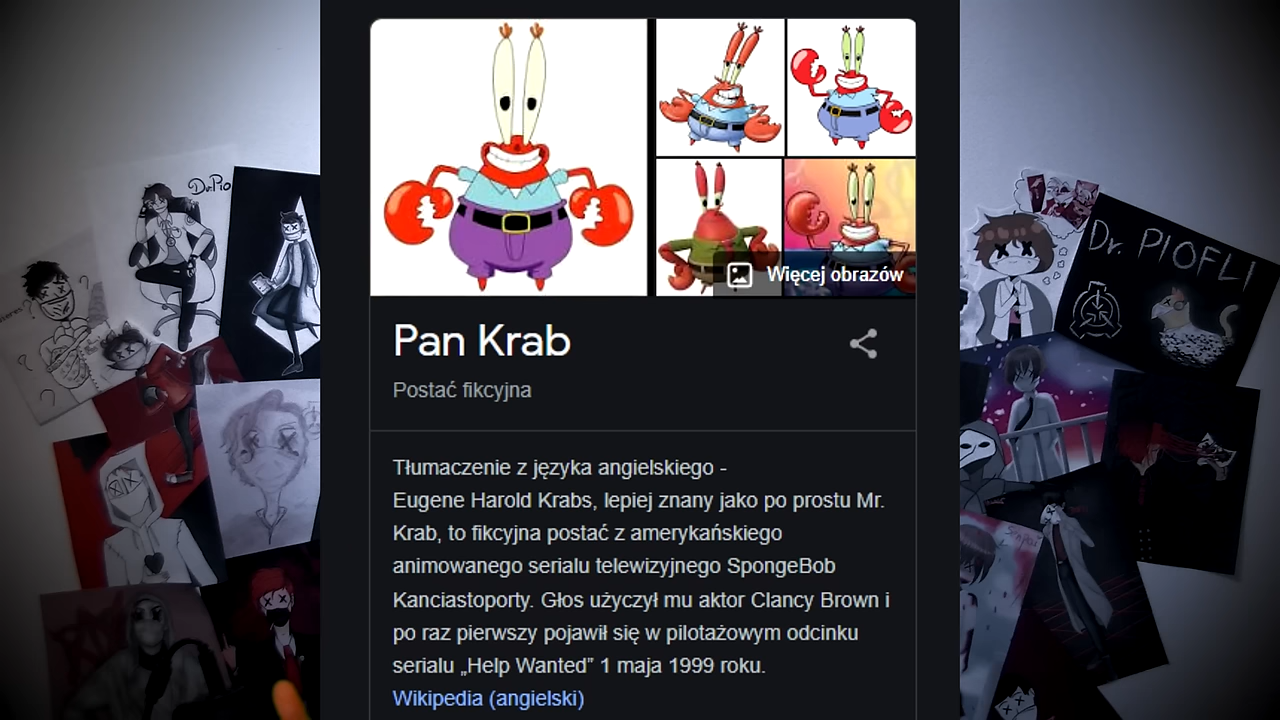 Dr.Pio
Więcej obrazów
Pan Krab
Postać fikcyjna
Tłumaczenie z języka angielskiego -
Eugene Harold Krabs, lepiej znany jako po prostu Mr.
Krab, to fikcyjna postać z amerykańskiego
animowanego serialu telewizyjnego SpongeBob
Kanciastoporty. Głos użyczył mu aktor Clancy Brown i
po raz pierwszy pojawił się w pilotażowym odcinku
serialu „Help Wanted” 1 maja 1999 roku.
Wikipedia (angielski)
Dr. PIOFLI